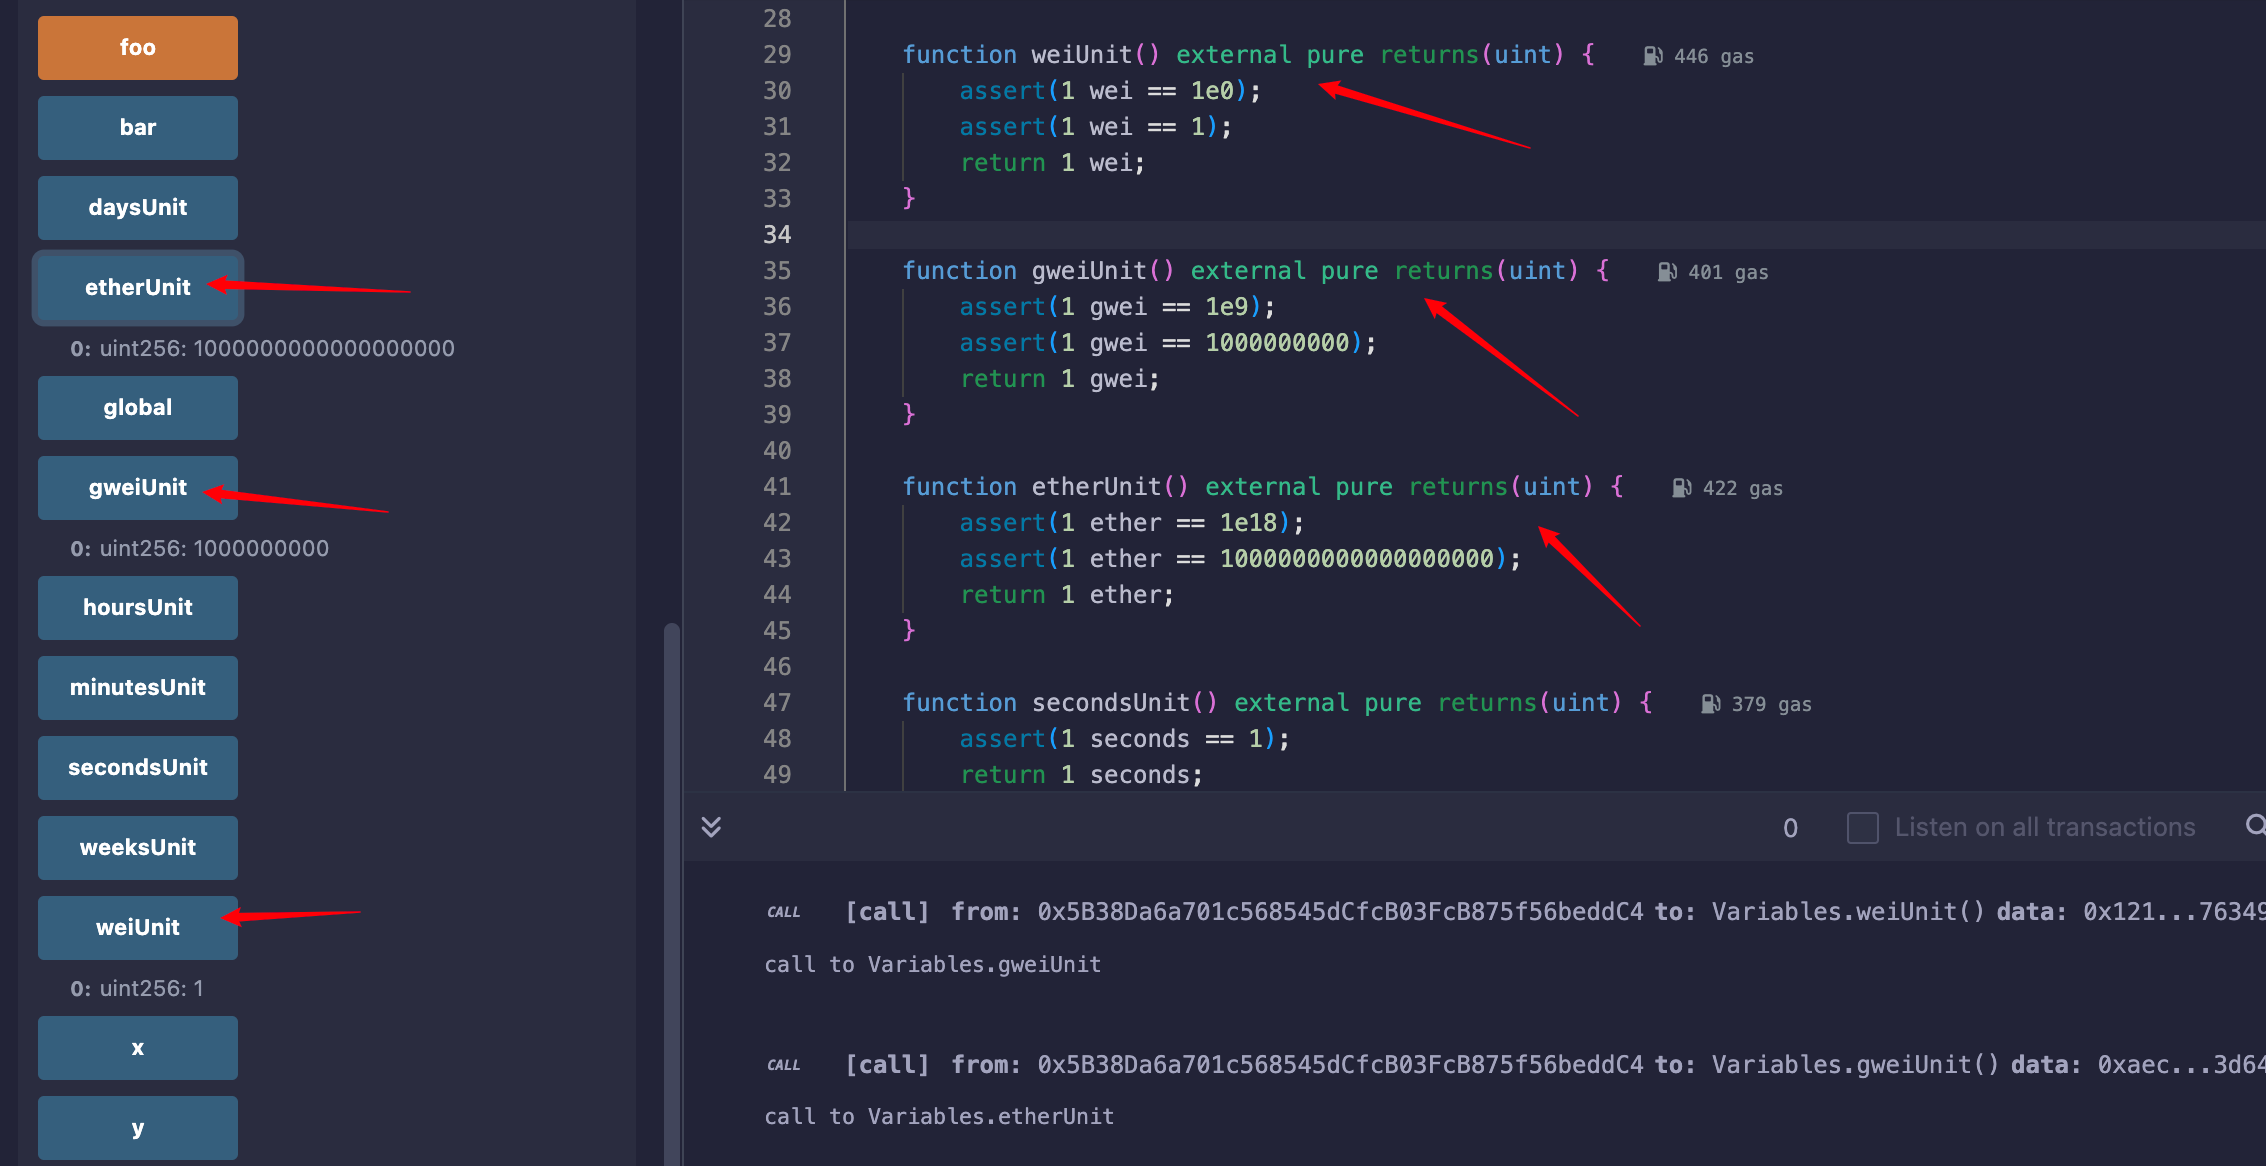 foo
bar
daysUnit
etherUnit
0: uint256: 1000000000000000000
global
gweiUnit
0: uint256: 1000000000
hoursUnit
minutesUnit
secondsUnit
weeksUnit
weiUnit
0: uint256: 1
x
y
28
29 function weiUnit() external pure returns(uint) { 446 gas
30 assert(1 wei == 1e0);
31 assert(1 wei == 1);
32 return 1 wei;
33 }
34
35 function gweiUnit() external pure returns(uint) { 401 gas
36 assert(1 gwei == 1e9);
37 assert(1 gwei == 1000000000);
38 return 1 gwei;
39 }
40
41 function etherUnit() external pure returns(uint) { 422 gas
42 assert(1 ether == 1e18);
43 assert(1 ether == 1000000000000000000);
44 return 1 ether;
45 }
46
47 function secondsUnit() external pure returns(uint) { 379 gas
48 assert(1 seconds == 1);
49 return 1 seconds;
0 Listen on all transactions
CALL [call] from: 0x5B38Da6a701c568545dCfcB03FcB875f56beddC4 to: Variables.weiUnit() data: 0x121...76349
call to Variables.gweiUnit
CALL [call] from: 0x5B38Da6a701c568545dCfcB03FcB875f56beddC4 to: Variables.gweiUnit() data: 0xaec...3d64
call to Variables.etherUnit